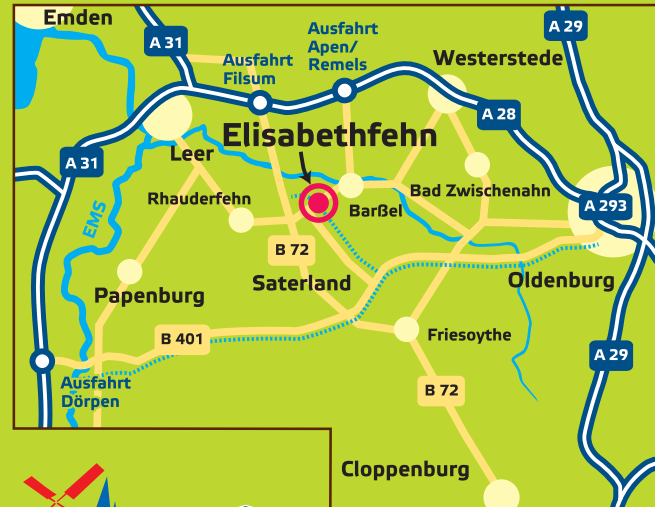 Emden
A 31
Ausfahrt
Filsum
Ausfahrt
Apen/
Remels
A 29
Westerstede
A 28
Elisabethfehn
A 31
Leer
Rhauderfehn
Bad Zwischenahn
A 293
Barßel
EMS
B 72
Saterland
Oldenburg
Papenburg
B 401
Friesoythe
A 29
Ausfahrt
Dörpen
B 72
Cloppenburg